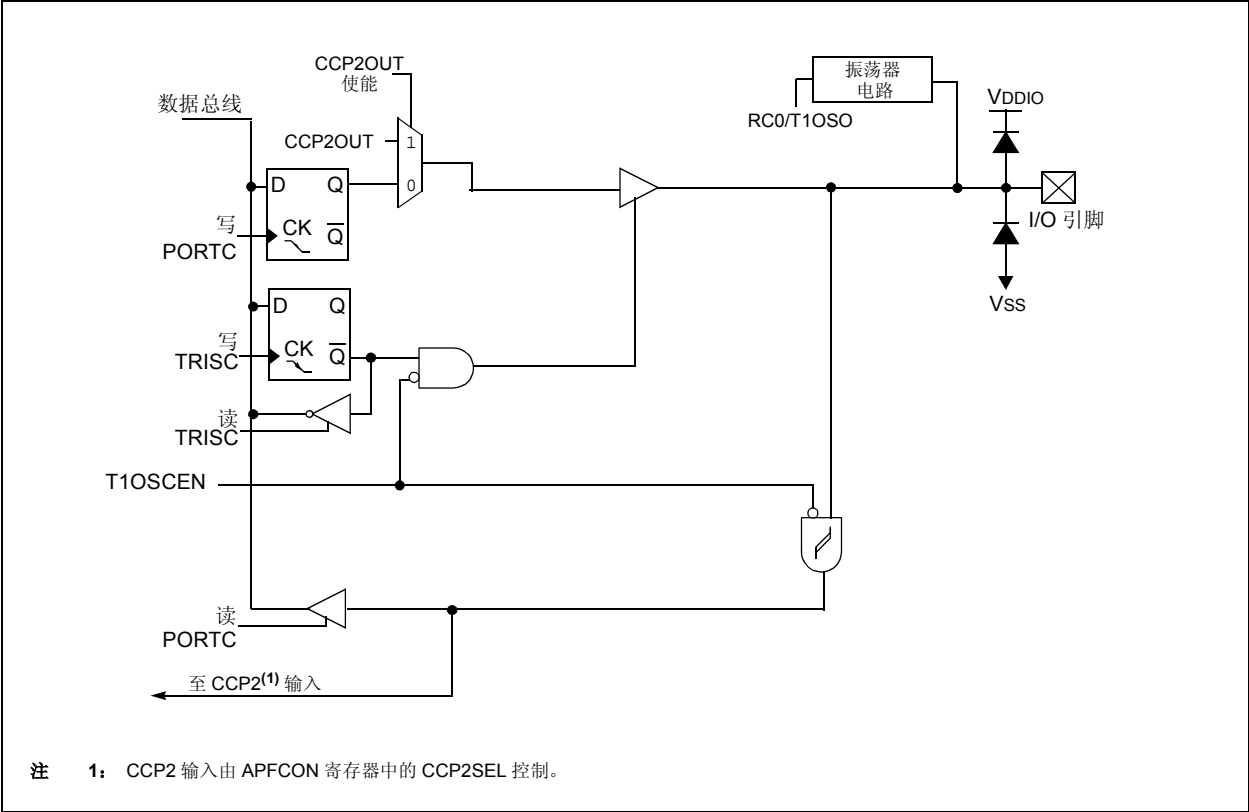 CCP2OUT
使能
振荡器
电路
数据总线
VDDIO
RC0/T1OSO
CCP2OUT
1
0
D Q
CK Q
写
PORTC
I/O 引脚
VSS
D Q
CK Q
写
TRISC
读
TRISC
T1OSCEN
读
PORTC
至 CCP2(1) 输入
注 1: CCP2 输入由 APFCON 寄存器中的 CCP2SEL 控制。